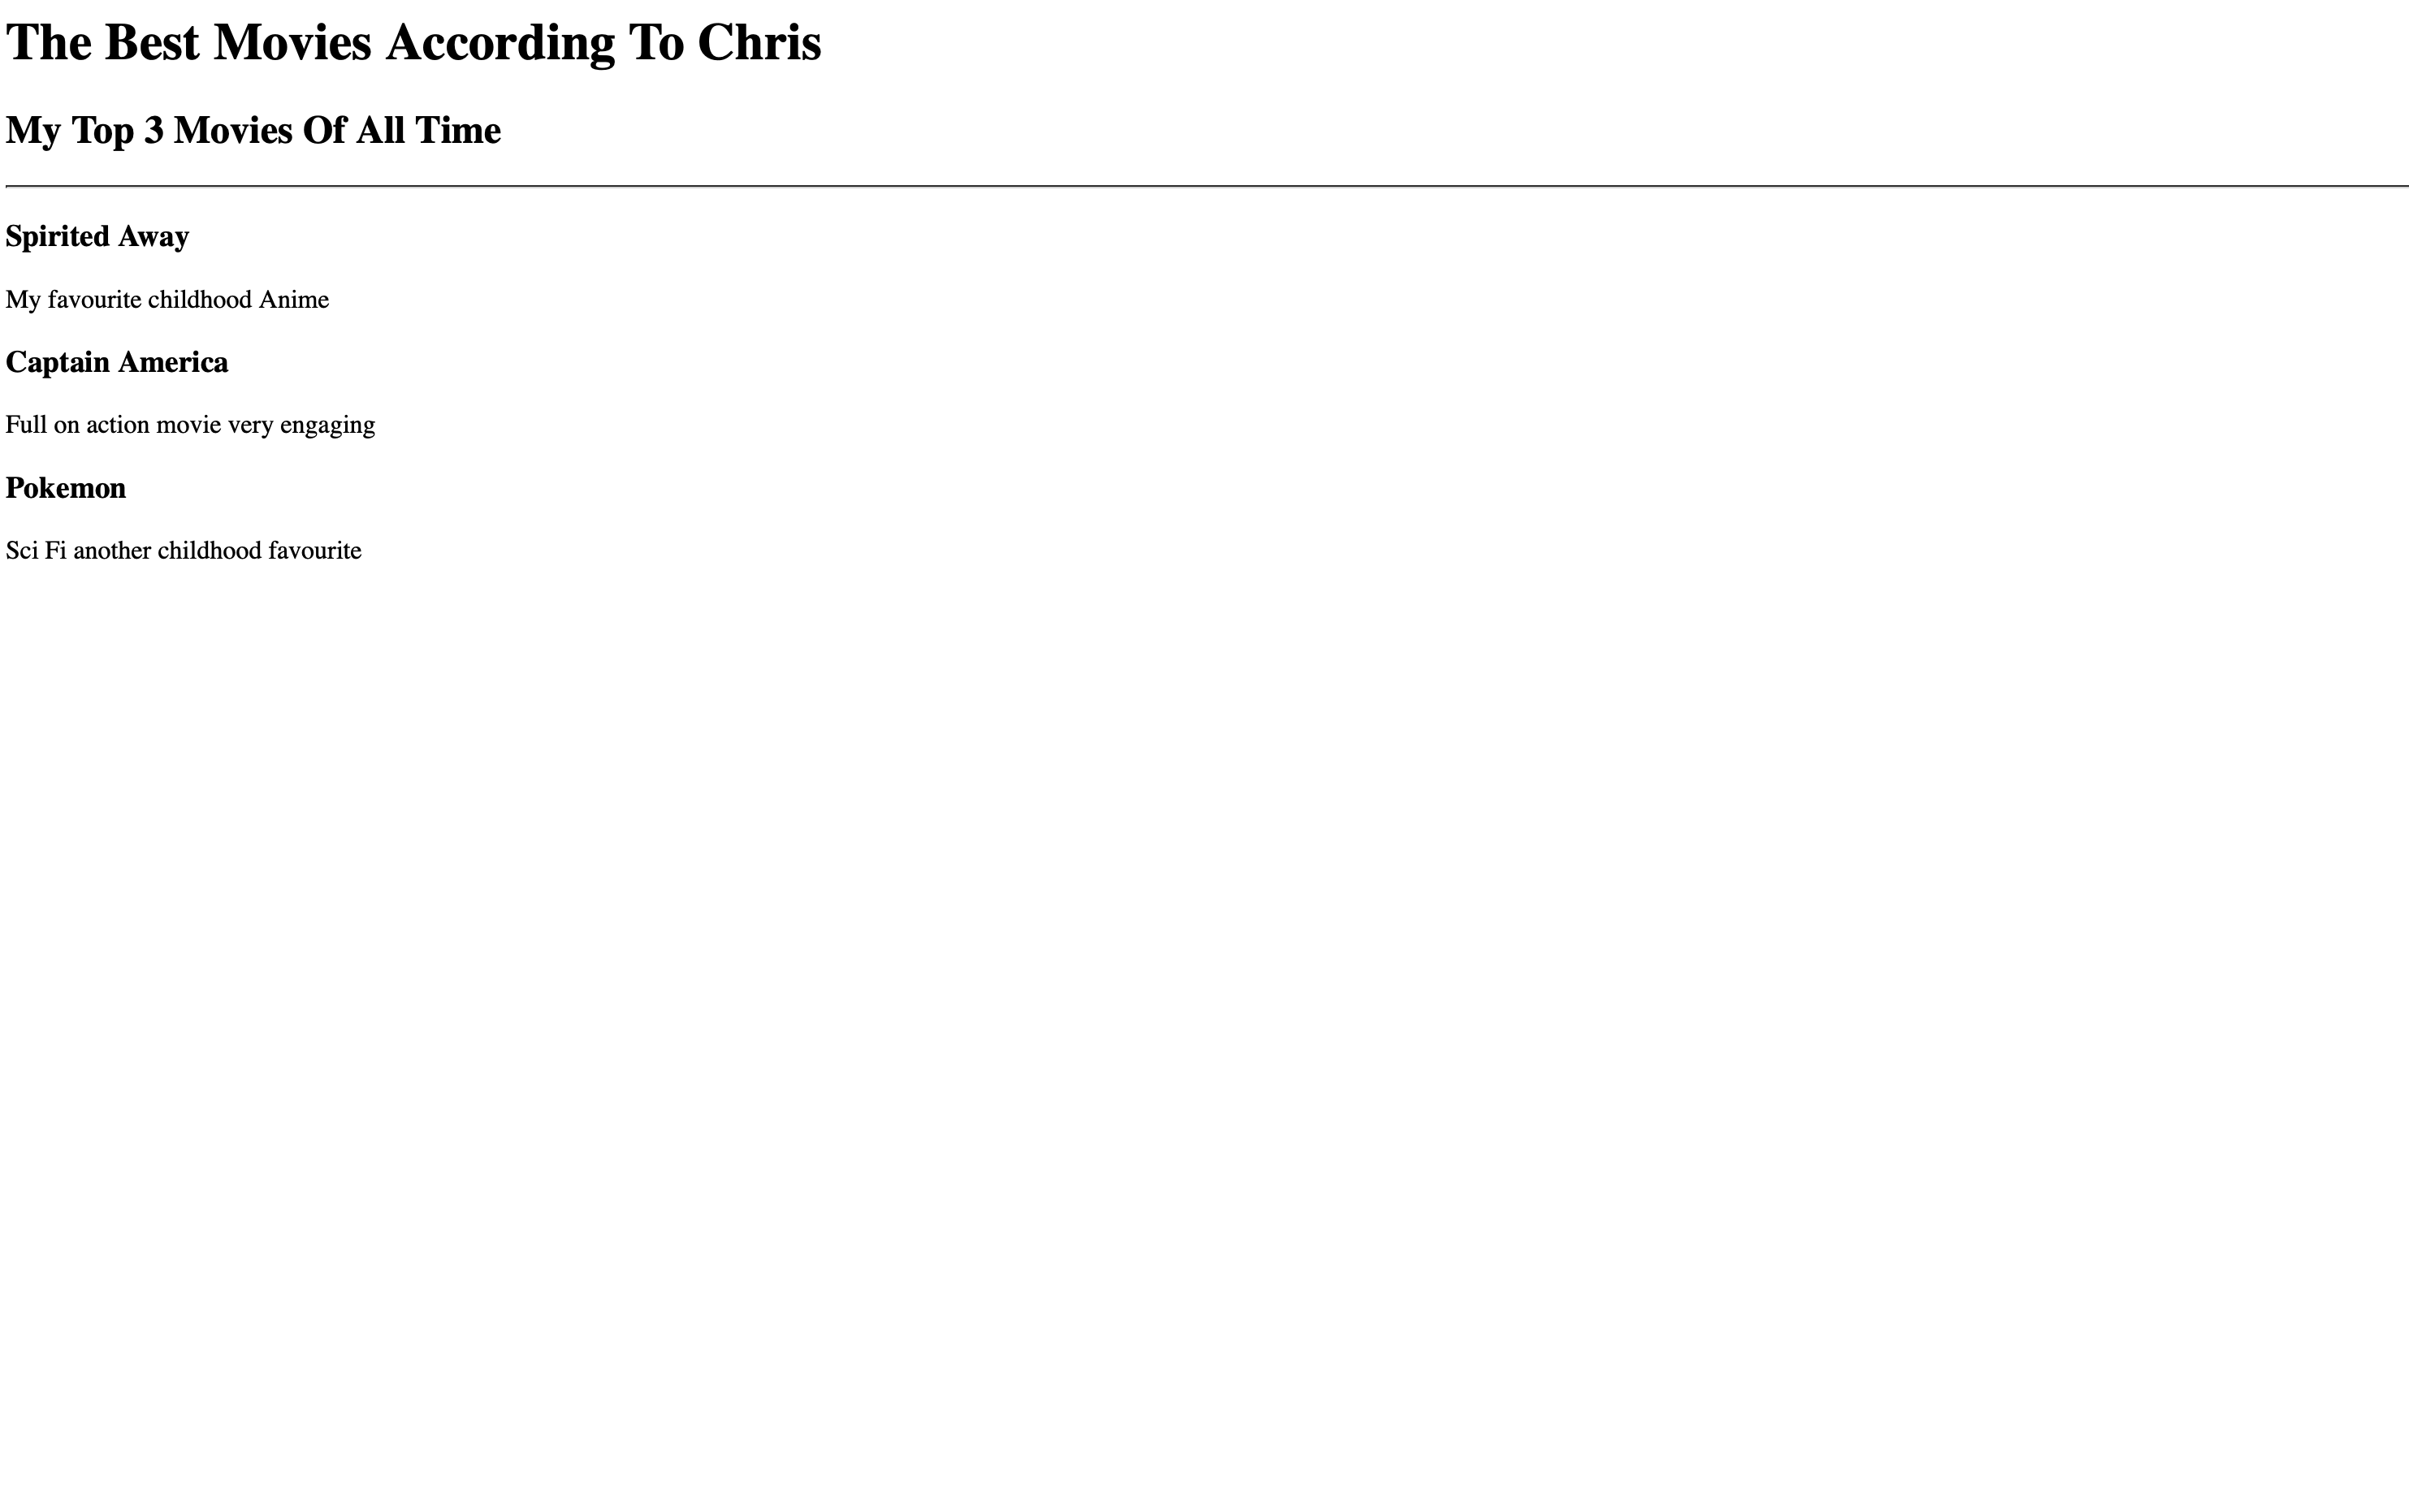 The Best Movies According To Chris
My Top 3 Movies Of All Time
Spirited Away
My favourite childhood Anime
Captain America
Full on action movie very engaging
Pokemon
Sci Fi another childhood favourite